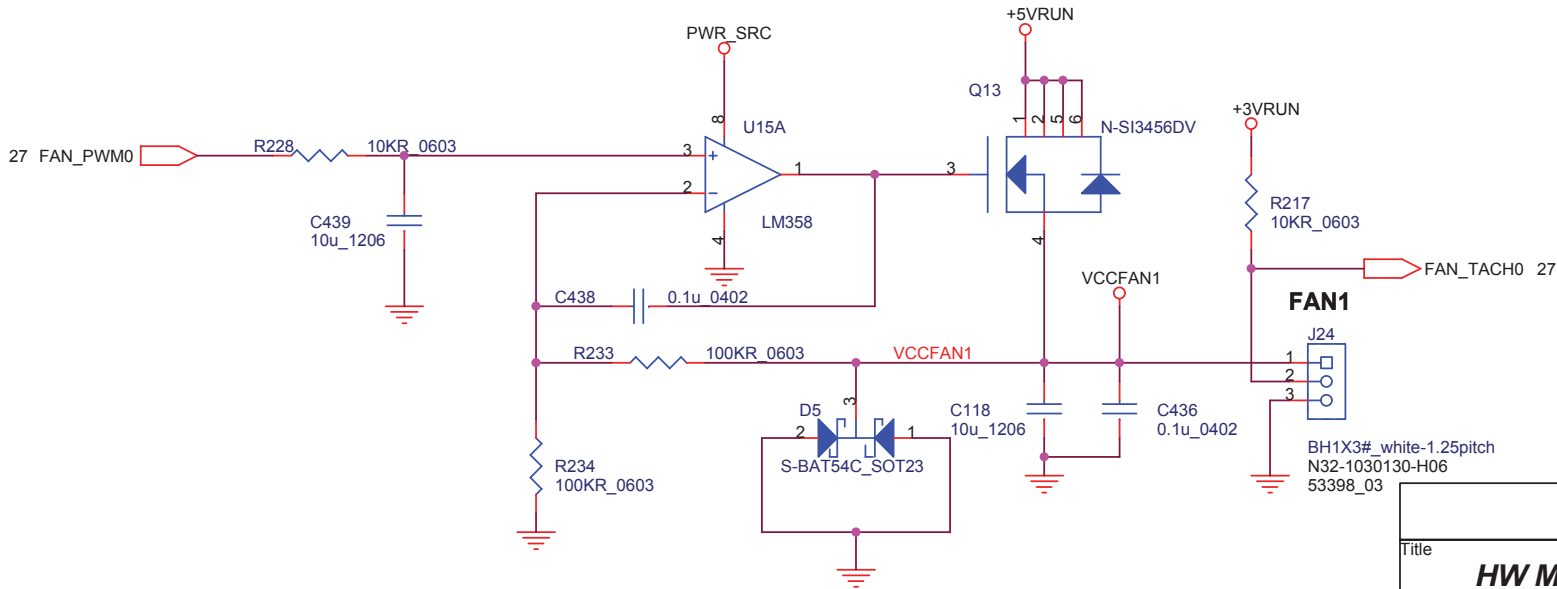 +5VRUN
PWR_SRC
Q13
8
1
2
5
6
U15A
N-SI3456DV
+3VRUN
27 FAN_PWM0
R228
10KR_0603
3
+
1
3
2
-
R217
10KR_0603
C439
10u_1206
LM358
4
4
FAN_TACH0 27
VCCFAN1
C438
0.1u_0402
FAN1
J24
R233
100KR_0603
VCCFAN1
1
2
3
3
D5
2
1
C118
10u_1206
C436
0.1u_0402
S-BAT54C_SOT23
R234
100KR_0603
BH1X3#_white-1.25pitch
N32-1030130-H06
53398_03
Title
HW M